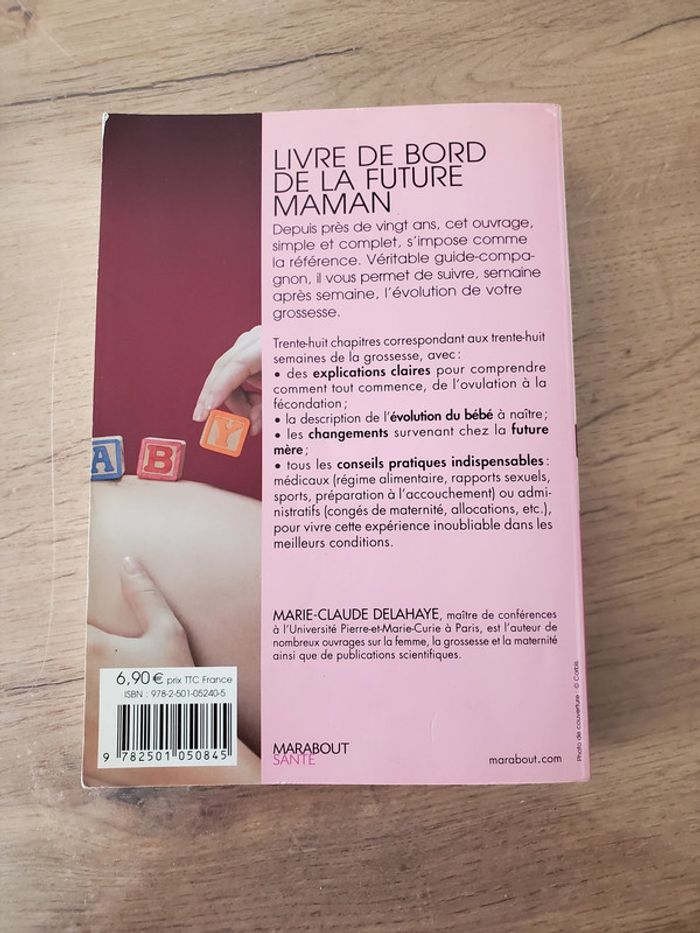 LIVRE DE BORD
DE LA FUTURE
MAMAN
Depuis près de vingt ans, cet ouvrage,
simple et complet, s'impose comme
la référence. Véritable guide-compa-
gnon, il vous permet de suivre, semaine
après semaine, l'évolution de votre
grossesse.
Trente-huit chapitres correspondant aux trente-huit
semaines de la grossesse, avec :
• des explications claires pour comprendre
comment tout commence, de l'ovulation à la
fécondation ;
• la description de l'évolution du bébé à naître ;
• les changements survenant chez la future
mère ;
• tous les conseils pratiques indispensables :
médicaux (régime alimentaire, rapports sexuels,
sports, préparation à l'accouchement) ou admi-
nistratifs (congés de maternité, allocations, etc.),
pour vivre cette expérience inoubliable dans les
meilleurs conditions.
MARIE-CLAUDE DELAHAYE, maître de conférences
à l'Université Pierre-et-Marie-Curie à Paris, est l'auteur de
nombreux ouvrages sur la femme, la grossesse et la maternité
ainsi que de publications scientifiques.
A B Y
6,90 € prix TTC France
ISBN : 978-2-501-05240-5
9 782501 050845
MARABOUT
SANTÉ
marabout.com
Photo de couverture : © Corbis